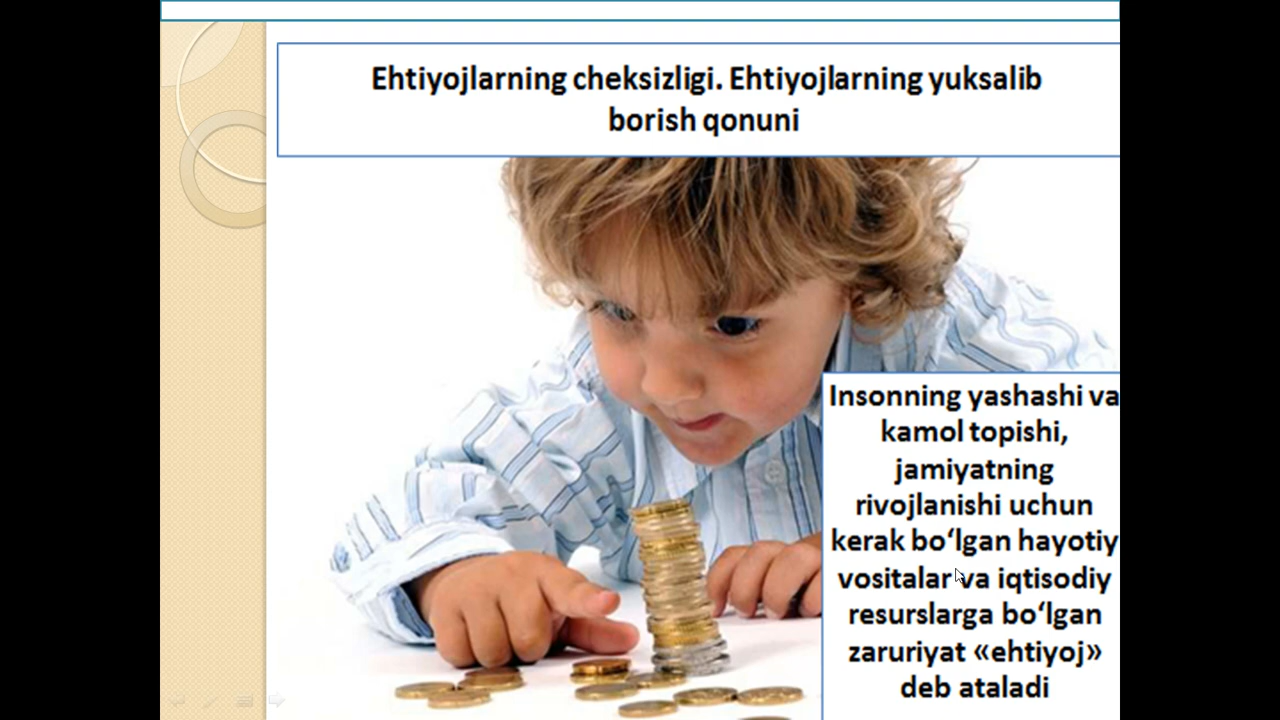 Ehtiyojlarning cheksizligi. Ehtiyojlarning yuksalib
borish qonuni
Insonning yashashi va
kamol topishi,
jamiyatning
rivojlanishi uchun
kerak bo‘lgan hayotiy
vositalar va iqtisodiy
resurslarga bo‘lgan
zaruriyat «ehtiyoj»
deb ataladi